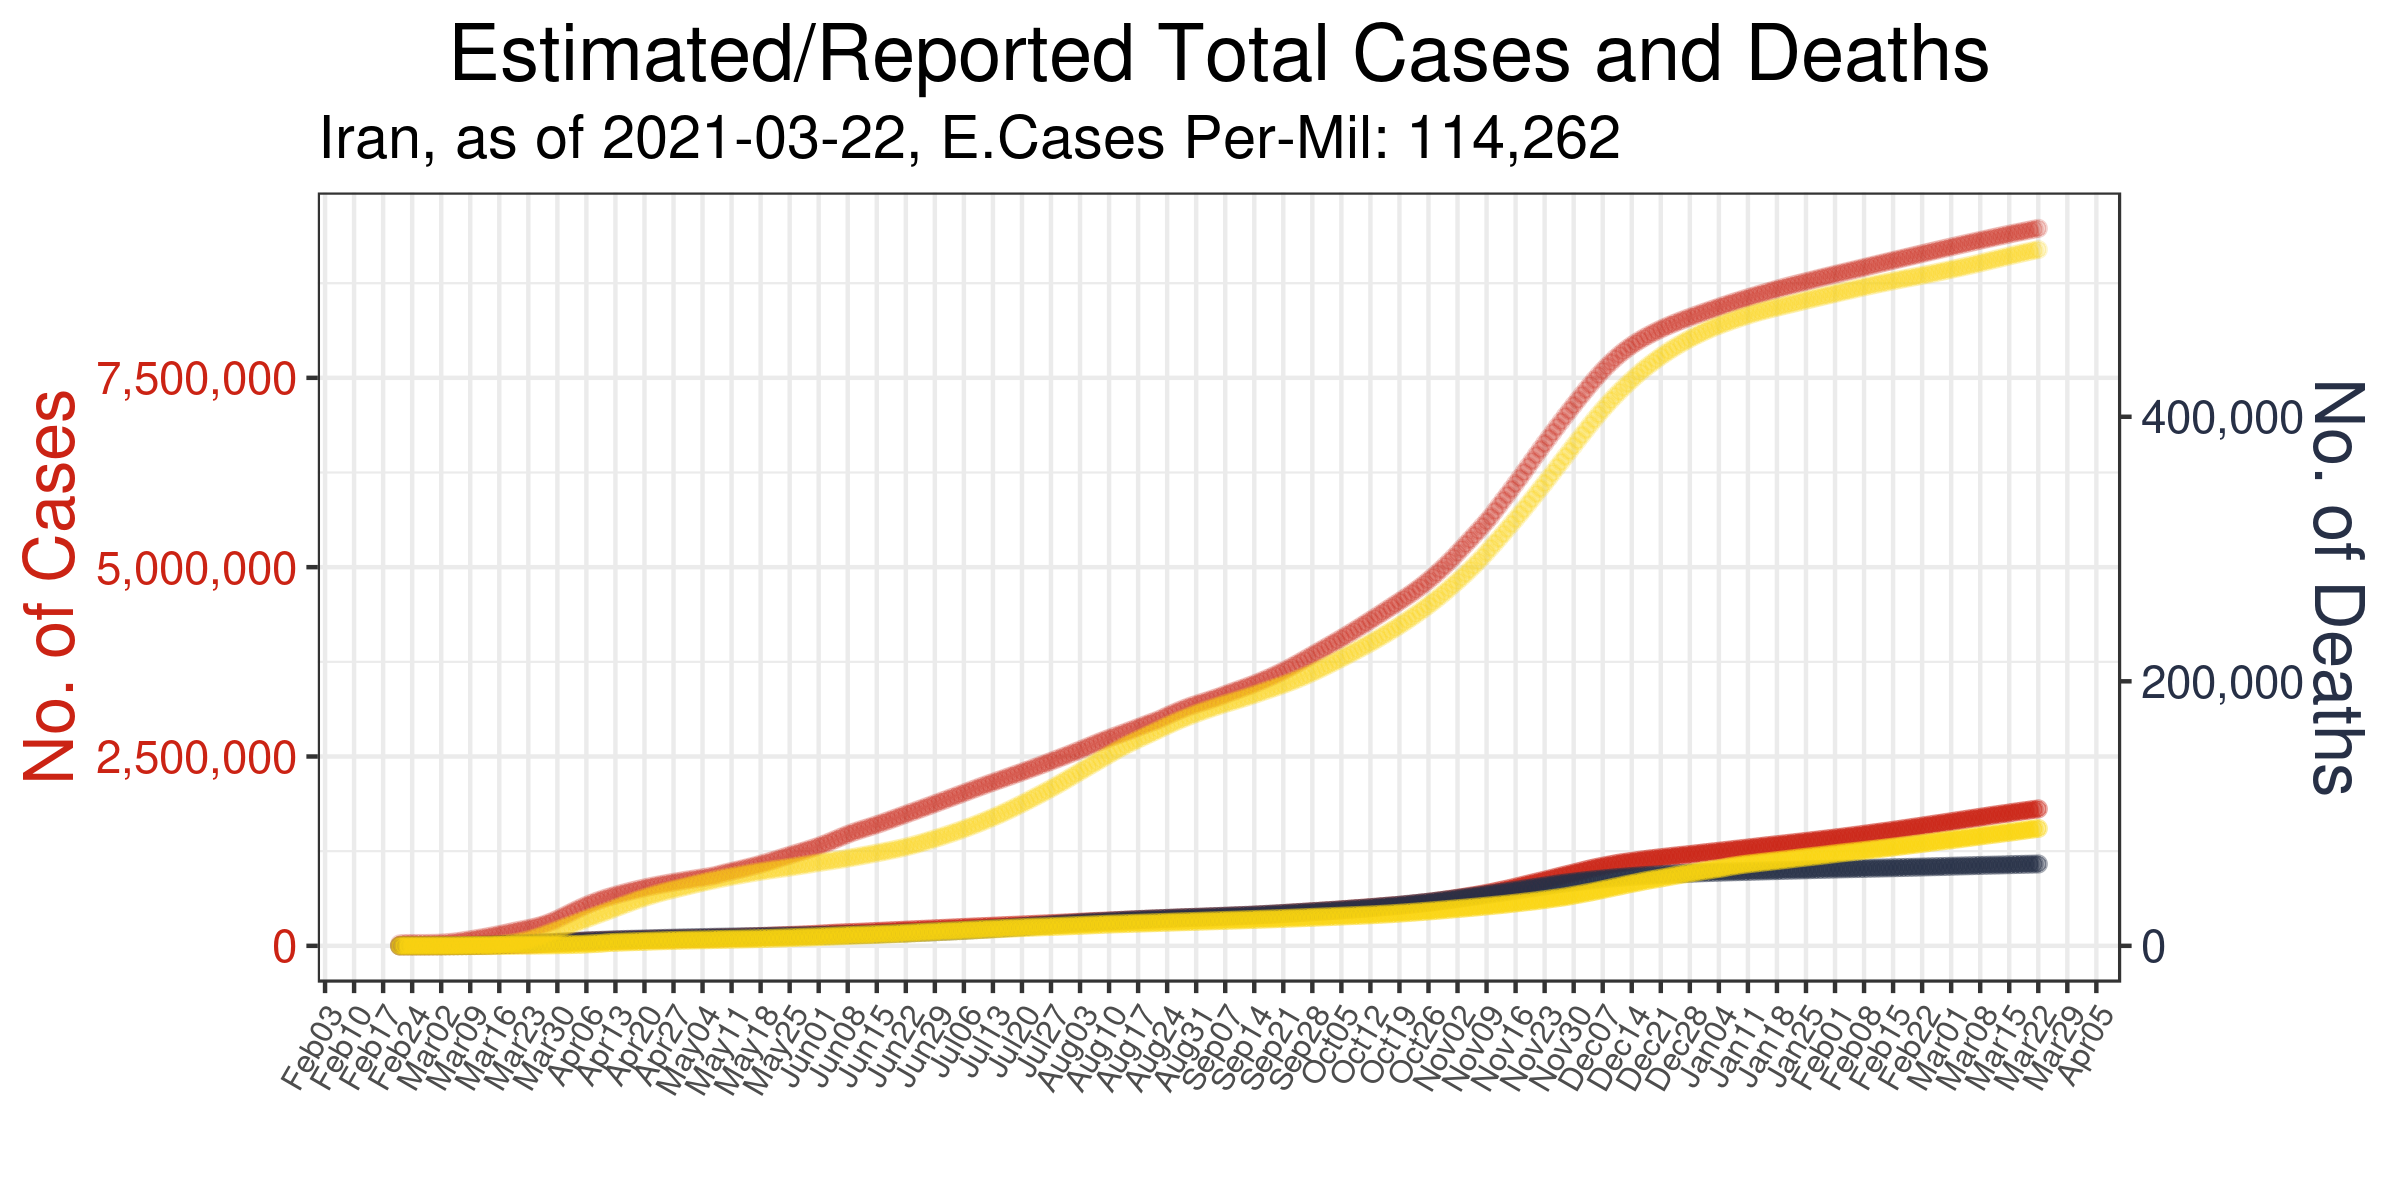 Estimated/Reported Total Cases and Deaths
Iran, as of 2021-03-22, E.Cases Per-Mil: 114,262
No. of Cases
7,500,000
5,000,000
2,500,000
0
400,000
200,000
0
No. of Deaths
Feb03
Feb10
Feb17
Feb24
Mar02
Mar09
Mar16
Mar23
Mar30
Apr06
Apr13
Apr20
Apr27
May04
May11
May18
May25
Jun01
Jun08
Jun15
Jun22
Jun29
Jul06
Jul13
Jul20
Jul27
Aug03
Aug10
Aug17
Aug24
Aug31
Sep07
Sep14
Sep21
Sep28
Oct05
Oct12
Oct19
Oct26
Nov02
Nov09
Nov16
Nov23
Nov30
Dec07
Dec14
Dec21
Dec28
Jan04
Jan11
Jan18
Jan25
Feb01
Feb08
Feb15
Feb22
Mar01
Mar08
Mar15
Mar22
Mar29
Apr05